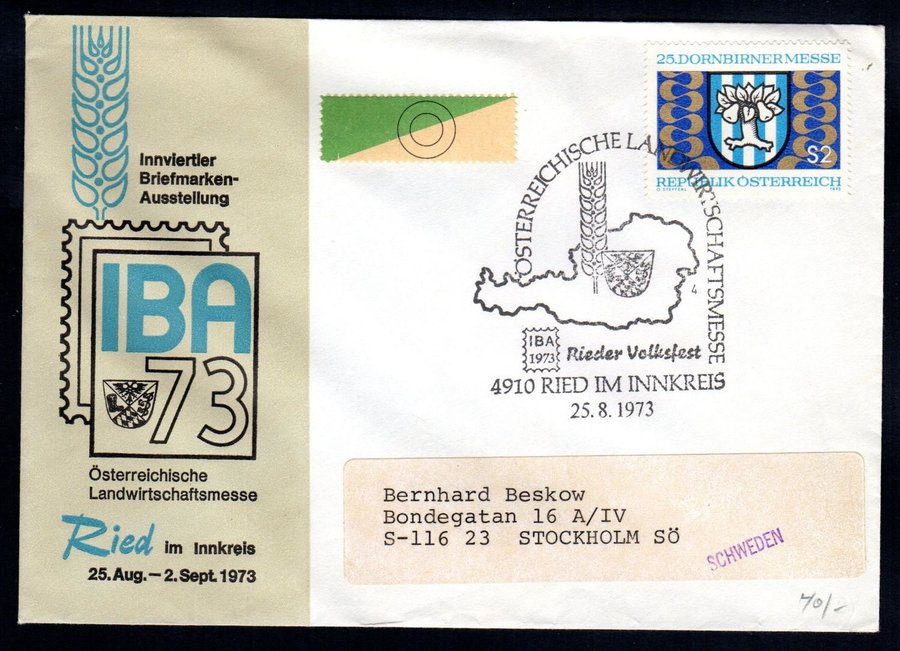 Innviertler
Briefmarken-
Ausstellung
IBA
73
Österreichische
Landwirtschaftsmesse
Ried im Innkreis
25. Aug. – 2. Sept. 1973
25. DORNBIRNER MESSE
S2
REPUBLIK ÖSTERREICH
ÖSTERREICHISCHE LANDWIRTSCHAFTSMESSE
4
IBA
1973
Rieder Volksfest
4910 RIED IM INNKREIS
25.8.1973
Bernhard Beskow
Bondegatan 16 A/IV
S-116 23 STOCKHOLM SÖ
SCHWEDEN
70/-